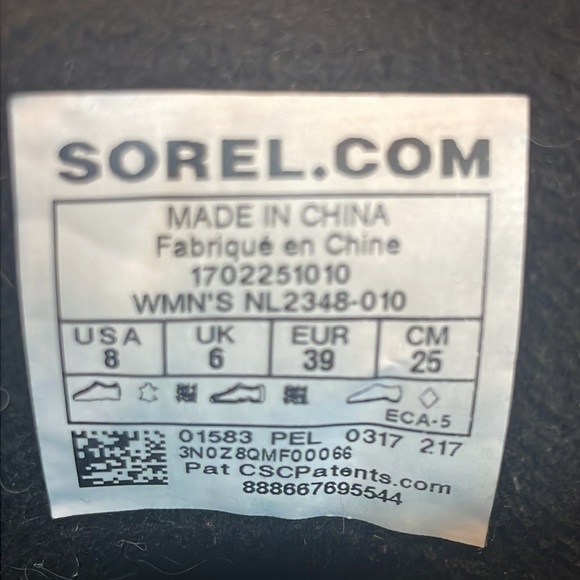 SOREL.COM
MADE IN CHINA
Fabriqué en Chine
1702251010
WMN'S NL2348-010
USA UK EUR CM
8 6 39 25
ECA-5
01583 PEL 0317 217
3N0Z8QMF00066
Pat CSCPatents.com
888667695544